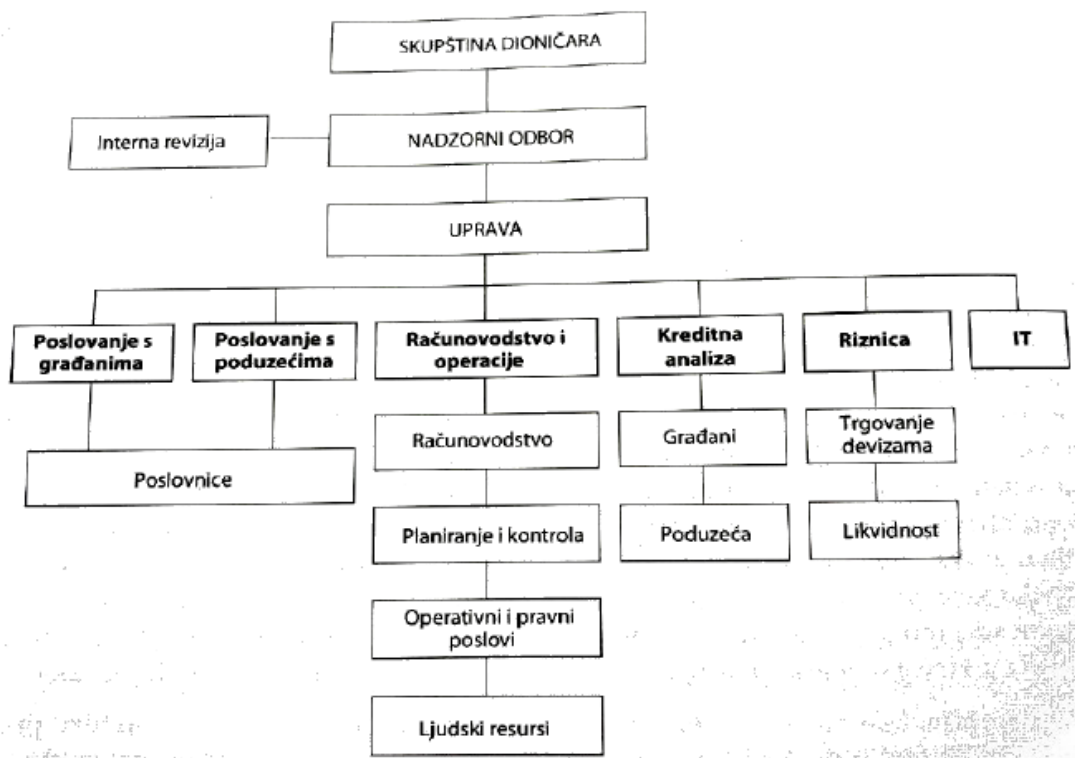 SKUPŠTINA DIONIČARA
Interna revizija
NADZORNI ODBOR
UPRAVA
Poslovanje s
građanima
Poslovanje s
poduzećima
Računovodstvo i
operacije
Kreditna
analiza
Riznica
IT
Poslovnice
Računovodstvo
Građani
Trgovanje
devizama
Planiranje i kontrola
Poduzeća
Likvidnost
Operativni i pravni
poslovi
Ljudski resursi